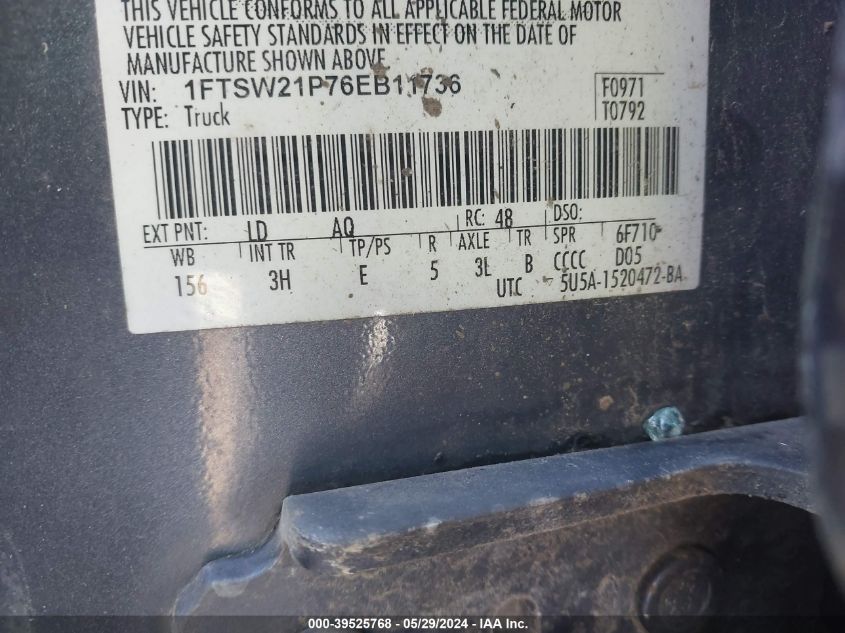 THIS VEHICLE CONFORMS TO ALL APPLICABLE FEDERAL MOTOR
VEHICLE SAFETY STANDARDS IN EFFECT ON THE DATE OF
MANUFACTURE SHOWN ABOVE
VIN: 1FTSW21P76EB11736
F0971
TYPE: Truck
T0792
EXT PNT: LD AQ RC: 48 DSO:
WB INT TR TP/PS R AXLE TR SPR 6F710
156 3H E 5 3L B CCCC D05
UTC 5U5A-1520472-BA
000-39525768 - 05/29/2024 - IAA Inc.